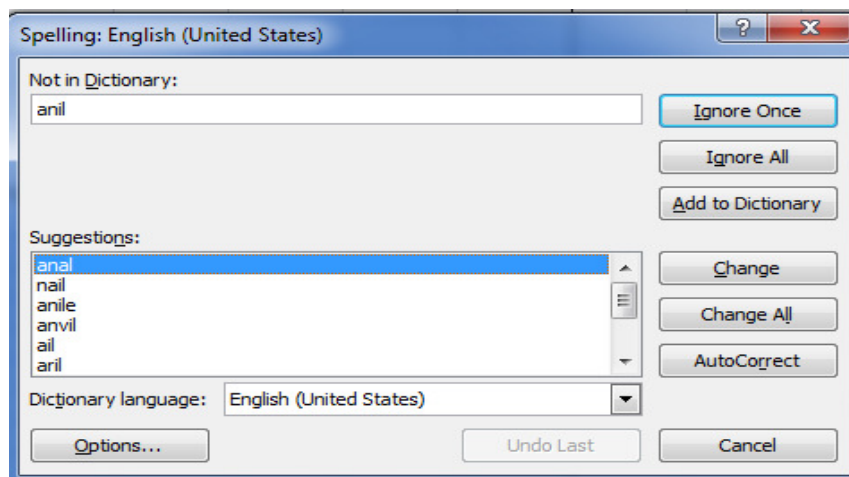 Spelling: English (United States)
Not in Dictionary:
anil
Ignore Once
Ignore All
Add to Dictionary
Suggestions:
anal
nail
anile
anvil
ail
aril
Change
Change All
AutoCorrect
Dictionary language: English (United States)
Options... Undo Last Cancel